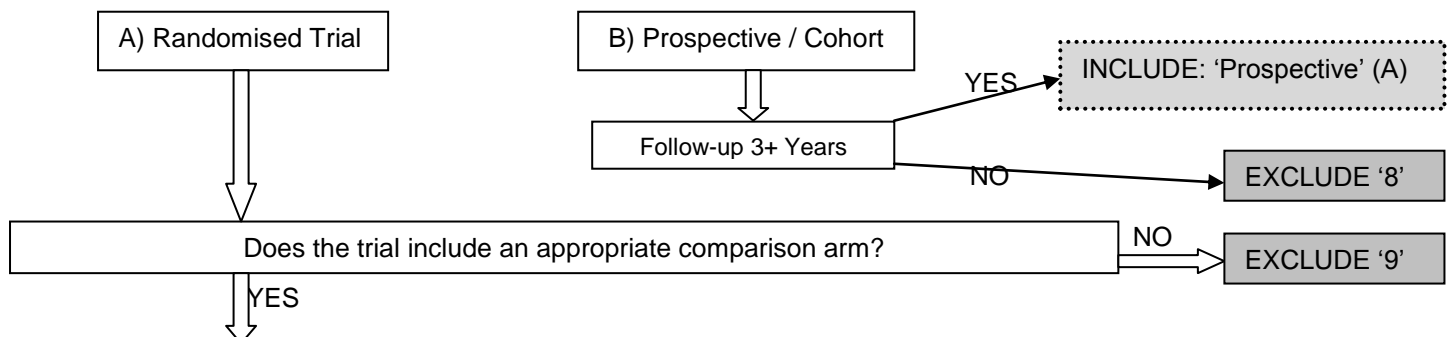 A) Randomised Trial
B) Prospective / Cohort
INCLUDE: ‘Prospective’ (A)
YES
Follow-up 3+ Years
NO
EXCLUDE ‘8’
Does the trial include an appropriate comparison arm?
NO
EXCLUDE ‘9’
YES